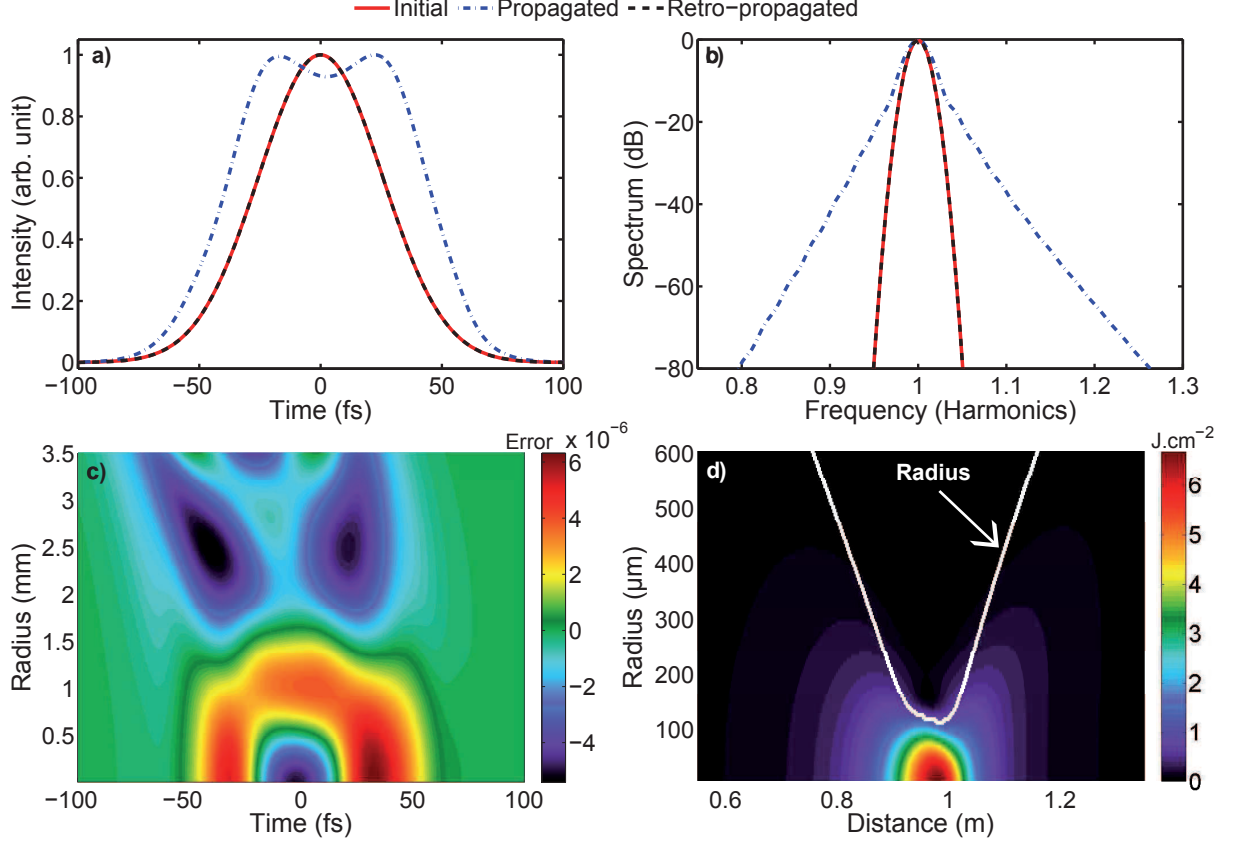 Initial Propagated Retro−propagated
a)
1
0.8
0.6
0.4
0.2
0
Intensity (arb. unit)
−100 −50 0 50 100
Time (fs)
b)
0
−20
−40
−60
−80
Spectrum (dB)
0.8 0.9 1 1.1 1.2 1.3
Frequency (Harmonics)
Error x 10⁻⁶
c)
3.5
3
2.5
2
1.5
1
0.5
Radius (mm)
−100 −50 0 50 100
Time (fs)
6
4
2
0
−2
−4
J.cm⁻²
d)
Radius
600
500
400
300
200
100
Radius (µm)
0.6 0.8 1 1.2
Distance (m)
6
5
4
3
2
1
0